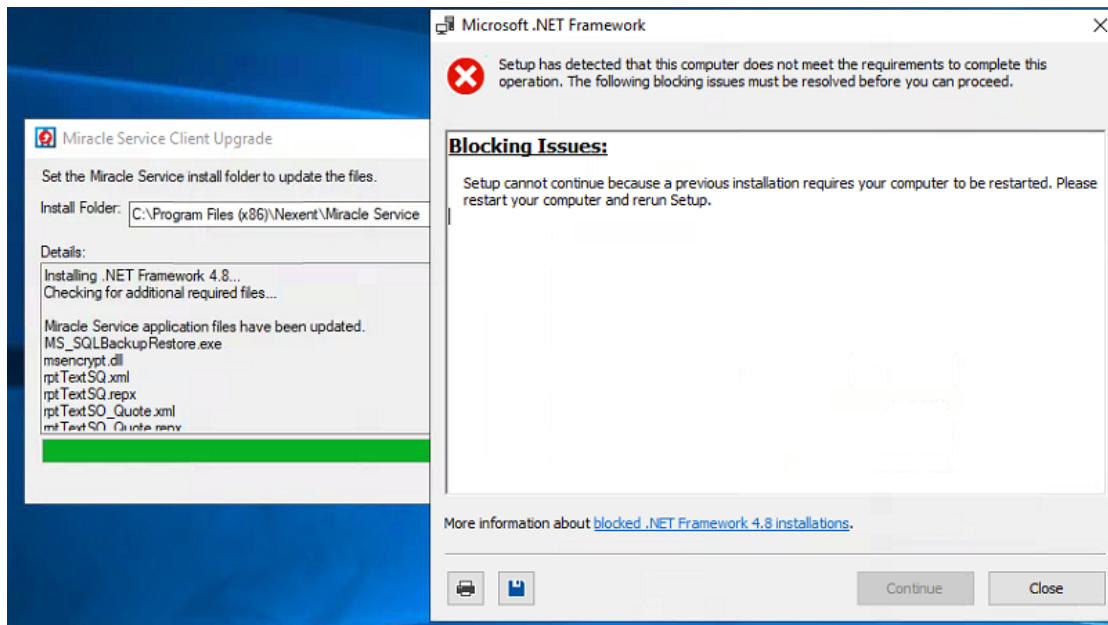 Microsoft .NET Framework
Setup has detected that this computer does not meet the requirements to complete this
operation. The following blocking issues must be resolved before you can proceed.
Blocking Issues:
Setup cannot continue because a previous installation requires your computer to be restarted. Please
restart your computer and rerun Setup.
More information about blocked .NET Framework 4.8 installations.
Continue
Close
Miracle Service Client Upgrade
Set the Miracle Service install folder to update the files.
Install Folder:
C:\Program Files (x86)\Nexent\Miracle Service
Details:
Installing .NET Framework 4.8...
Checking for additional required files...
Miracle Service application files have been updated.
MS_SQLBackupRestore.exe
msencrypt.dll
rptTextSQ.xml
rptTextSQ.repx
rptTextSO_Quote.xml
rptTextSO_Quote.repx